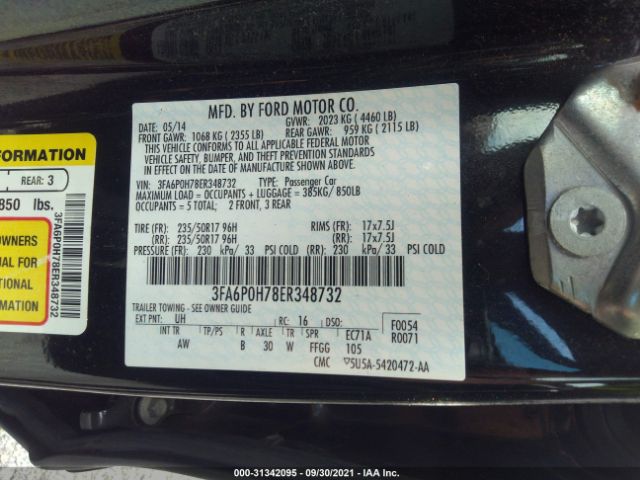 MFD. BY FORD MOTOR CO.
DATE: 05/14 GVWR: 2023 KG ( 4460 LB)
FRONT GAWR: 1068 KG ( 2355 LB) REAR GAWR: 959 KG ( 2115 LB)
THIS VEHICLE CONFORMS TO ALL APPLICABLE FEDERAL MOTOR
VEHICLE SAFETY, BUMPER, AND THEFT PREVENTION STANDARDS
IN EFFECT ON THE DATE OF MANUFACTURE SHOWN ABOVE.
VIN: 3FA6P0H78ER348732 TYPE: Passenger Car
MAXIMUM LOAD = OCCUPANTS + LUGGAGE = 385KG/ 850LB
OCCUPANTS = 5 TOTAL: 2 FRONT, 3 REAR
TIRE (FR): 235/50R17 96H RIMS (FR): 17x7.5J
(RR): 235/50R17 96H (RR): 17x7.5J
PRESSURE (FR): 230 kPa/ 33 PSI COLD (RR): 230 kPa/ 33 PSI COLD
3FA6P0H78ER348732
TRAILER TOWING - SEE OWNER GUIDE
EXT PNT: UH RC: 16 DSO: F0054
R0071
INT TR TP/PS R AXLE TR SPR EC71A
AW B 30 W FFGG 105
CMC 5U5A-5420472-AA
FORMATION
REAR: 3
850 lbs.
OWNERS
UAL FOR
TIONAL
3FA6P0H78ER348732
000-31342095 - 09/30/2021 - IAA Inc.